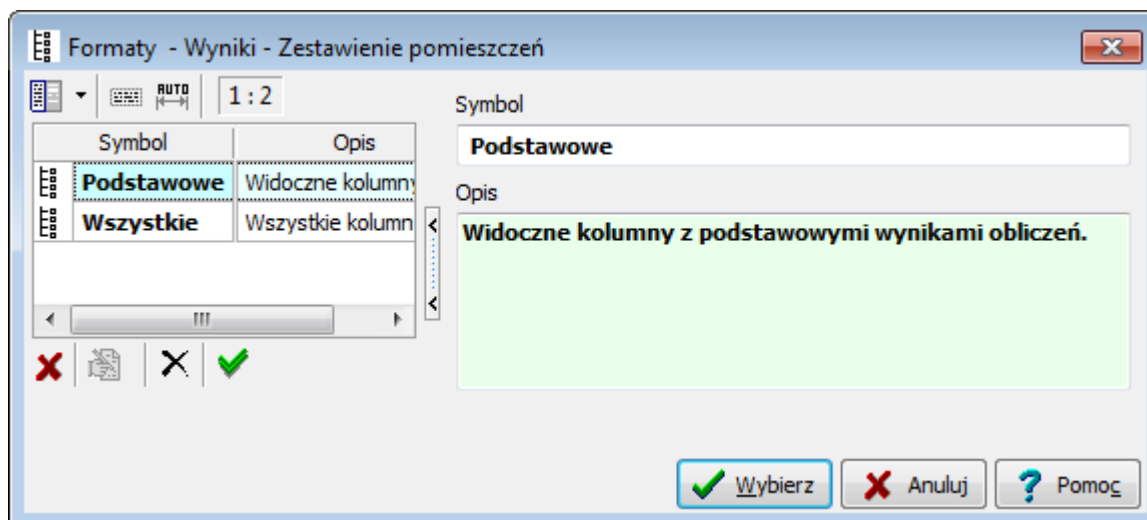 Formaty - Wyniki - Zestawienie pomieszczeń
AUTO
1 : 2
Symbol
Opis
Podstawowe
Widoczne kolumny
Wszystkie
Wszystkie kolumn
Symbol
Podstawowe
Opis
Widoczne kolumny z podstawowymi wynikami obliczeń.
Wybierz
Anuluj
Pomoc